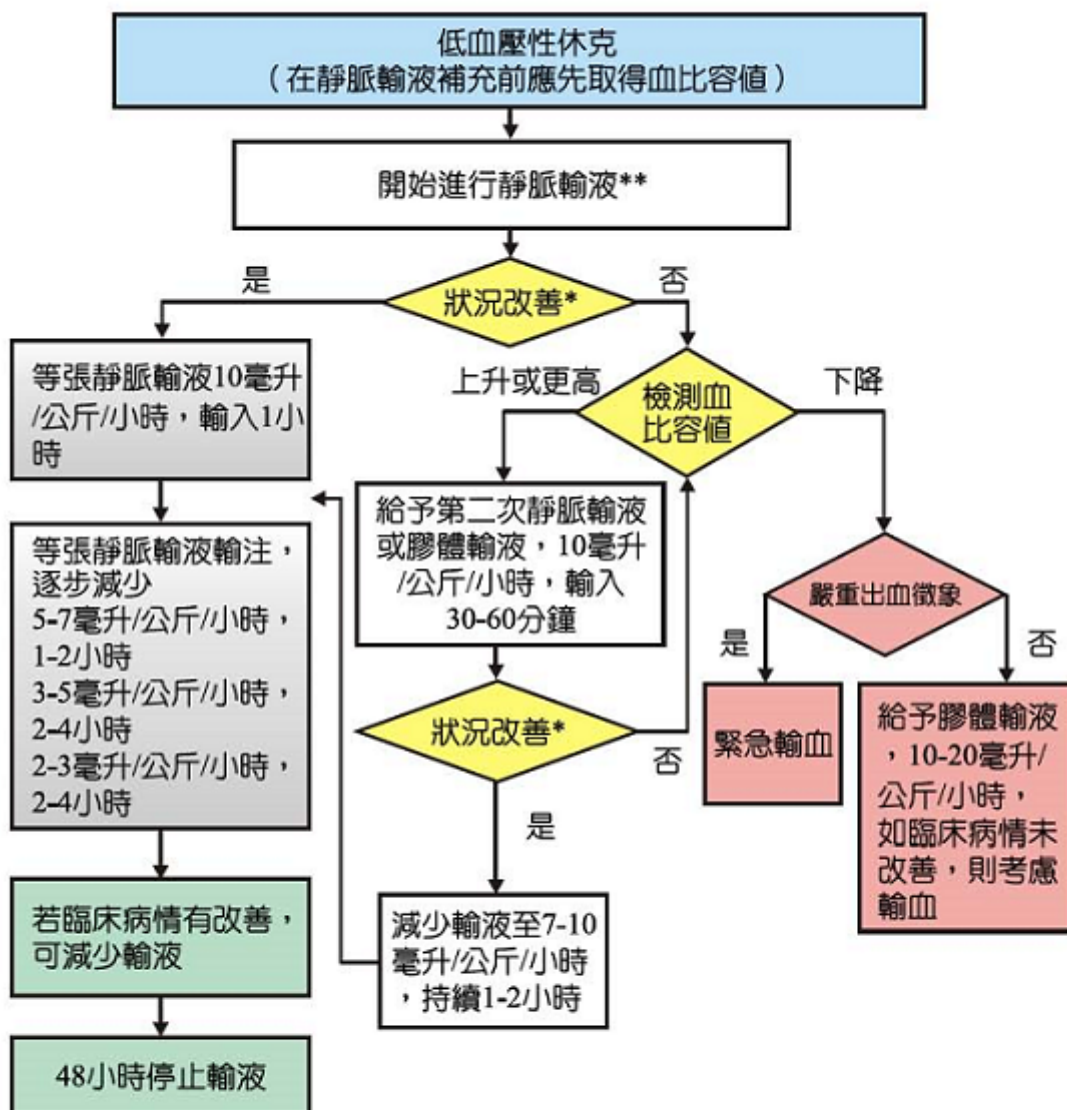 低血壓性休克
（在靜脈輸液補充前應先取得血比容值）
開始進行靜脈輸液**
是
狀況改善*
否
等張靜脈輸液10毫升
/公斤//小時，輸入1小
時
上升或更高
檢測血
比容值
下降
給予第二次靜脈輸液
或膠體輸液，10毫升
/公斤//小時，輸入
30-60分鐘
等張靜脈輸液輸注，
逐步減少
5-7毫升/公斤//小時，
1-2小時
3-5毫升/公斤//小時，
2-4小時
2-3毫升/公斤//小時，
2-4小時
嚴重出血徵象
是
否
狀況改善*
否
是
緊急輸血
給予膠體輸液
，10-20毫升/
公斤//小時，
如臨床病情未
改善，則考慮
輸血
若臨床病情有改善，
可減少輸液
減少輸液至7-10
毫升/公斤//小時
，持續1-2小時
48小時停止輸液